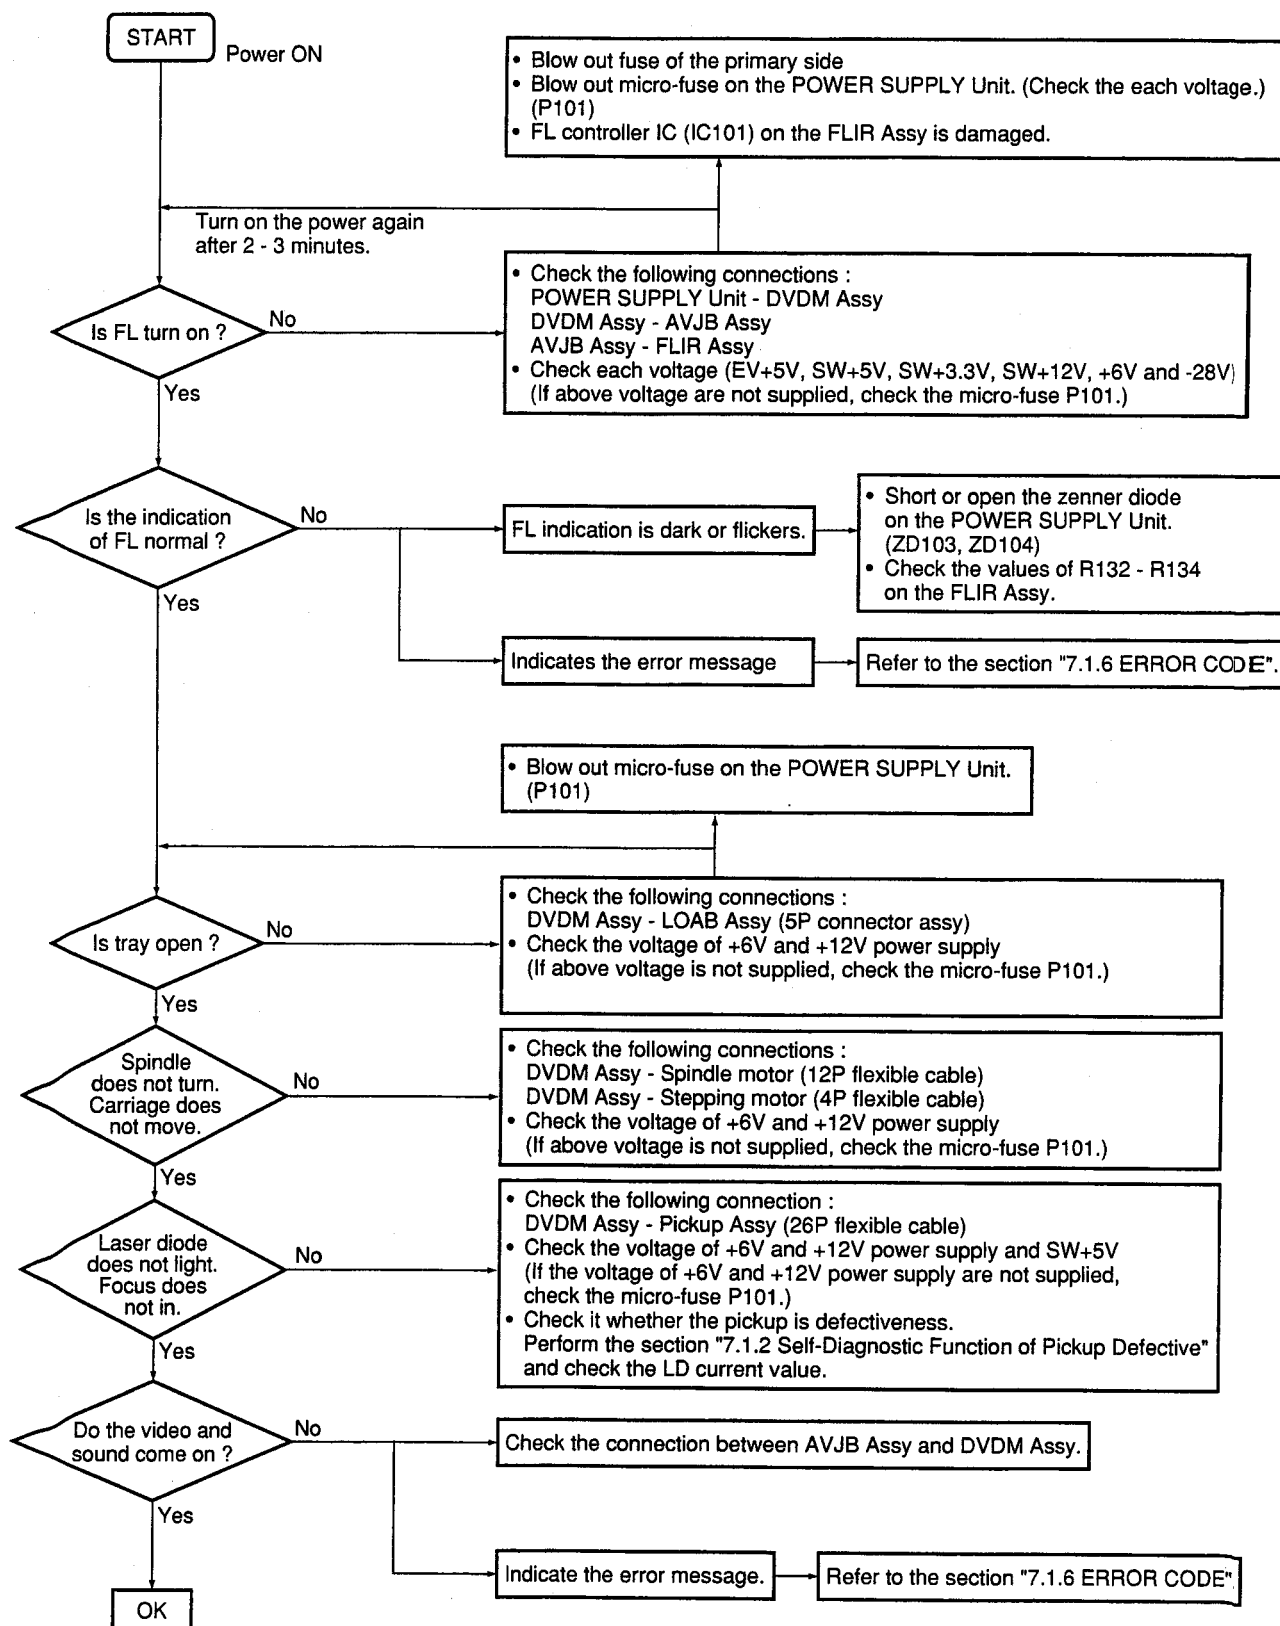 START
Power ON
• Blow out fuse of the primary side
• Blow out micro-fuse on the POWER SUPPLY Unit. (Check the each voltage.)
(P101)
• FL controller IC (IC101) on the FLIR Assy is damaged.
Turn on the power again
after 2 - 3 minutes.
Is FL turn on ?
No
Yes
• Check the following connections :
POWER SUPPLY Unit - DVDM Assy
DVDM Assy - AVJB Assy
AVJB Assy - FLIR Assy
• Check each voltage (EV+5V, SW+5V, SW+3.3V, SW+12V, +6V and -28V)
(If above voltage are not supplied, check the micro-fuse P101.)
Is the indication
of FL normal ?
No
Yes
FL indication is dark or flickers.
• Short or open the zenner diode
on the POWER SUPPLY Unit.
(ZD103, ZD104)
• Check the values of R132 - R134
on the FLIR Assy.
Indicates the error message
Refer to the section "7.1.6 ERROR CODE".
• Blow out micro-fuse on the POWER SUPPLY Unit.
(P101)
Is tray open ?
No
Yes
• Check the following connections :
DVDM Assy - LOAB Assy (5P connector assy)
• Check the voltage of +6V and +12V power supply
(If above voltage is not supplied, check the micro-fuse P101.)
Spindle
does not turn.
Carriage does
not move.
No
Yes
• Check the following connections :
DVDM Assy - Spindle motor (12P flexible cable)
DVDM Assy - Stepping motor (4P flexible cable)
• Check the voltage of +6V and +12V power supply
(If above voltage is not supplied, check the micro-fuse P101.)
Laser diode
does not light.
Focus does
not in.
No
Yes
• Check the following connection :
DVDM Assy - Pickup Assy (26P flexible cable)
• Check the voltage of +6V and +12V power supply and SW+5V
(If the voltage of +6V and +12V power supply are not supplied,
check the micro-fuse P101.)
• Check it whether the pickup is defectiveness.
Perform the section "7.1.2 Self-Diagnostic Function of Pickup Defective"
and check the LD current value.
Do the video and
sound come on ?
No
Yes
Check the connection between AVJB Assy and DVDM Assy.
Indicate the error message.
Refer to the section "7.1.6 ERROR CODE"
OK